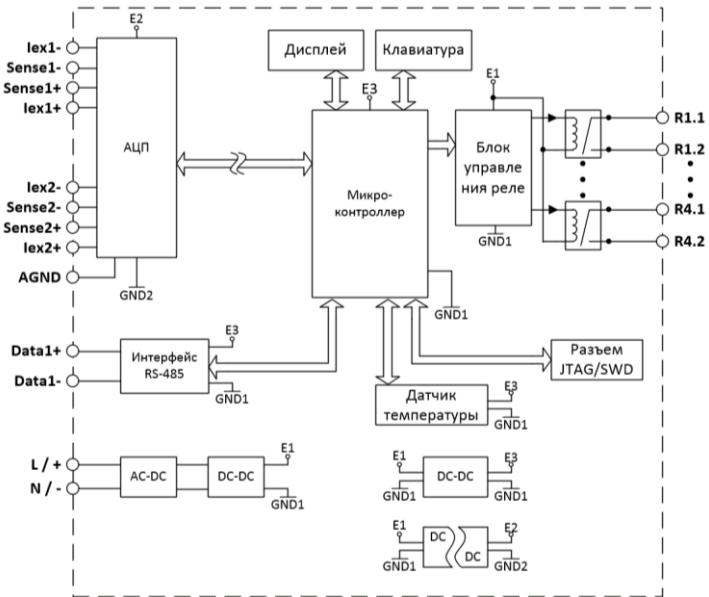 E2
Iex1-
Sense1-
Sense1+
Iex1+
АЦП
Iex2-
Sense2-
Sense2+
Iex2+
AGND
GND2
Дисплей
Клавиатура
E3
Микро-
контроллер
GND1
E1
Блок
управле
ния реле
GND1
R1.1
R1.2
R4.1
R4.2
Data1+
Data1-
Интерфейс
RS-485
E3
GND1
Разъем
JTAG/SWD
Датчик
температуры
E3
GND1
L / +
N / -
AC-DC
DC-DC
E1
GND1
E1
GND1
DC-DC
E3
GND1
E1
GND1
DC
DC
E2
GND2